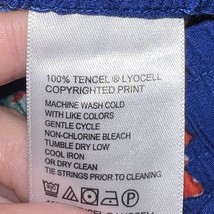 100% TENCEL ® LYOCELL
COPYRIGHTED PRINT
MACHINE WASH COLD
WITH LIKE COLORS
GENTLE CYCLE
NON-CHLORINE BLEACH
TUMBLE DRY LOW
COOL IRON
OR DRY CLEAN
TIE STRINGS PRIOR TO CLEANING